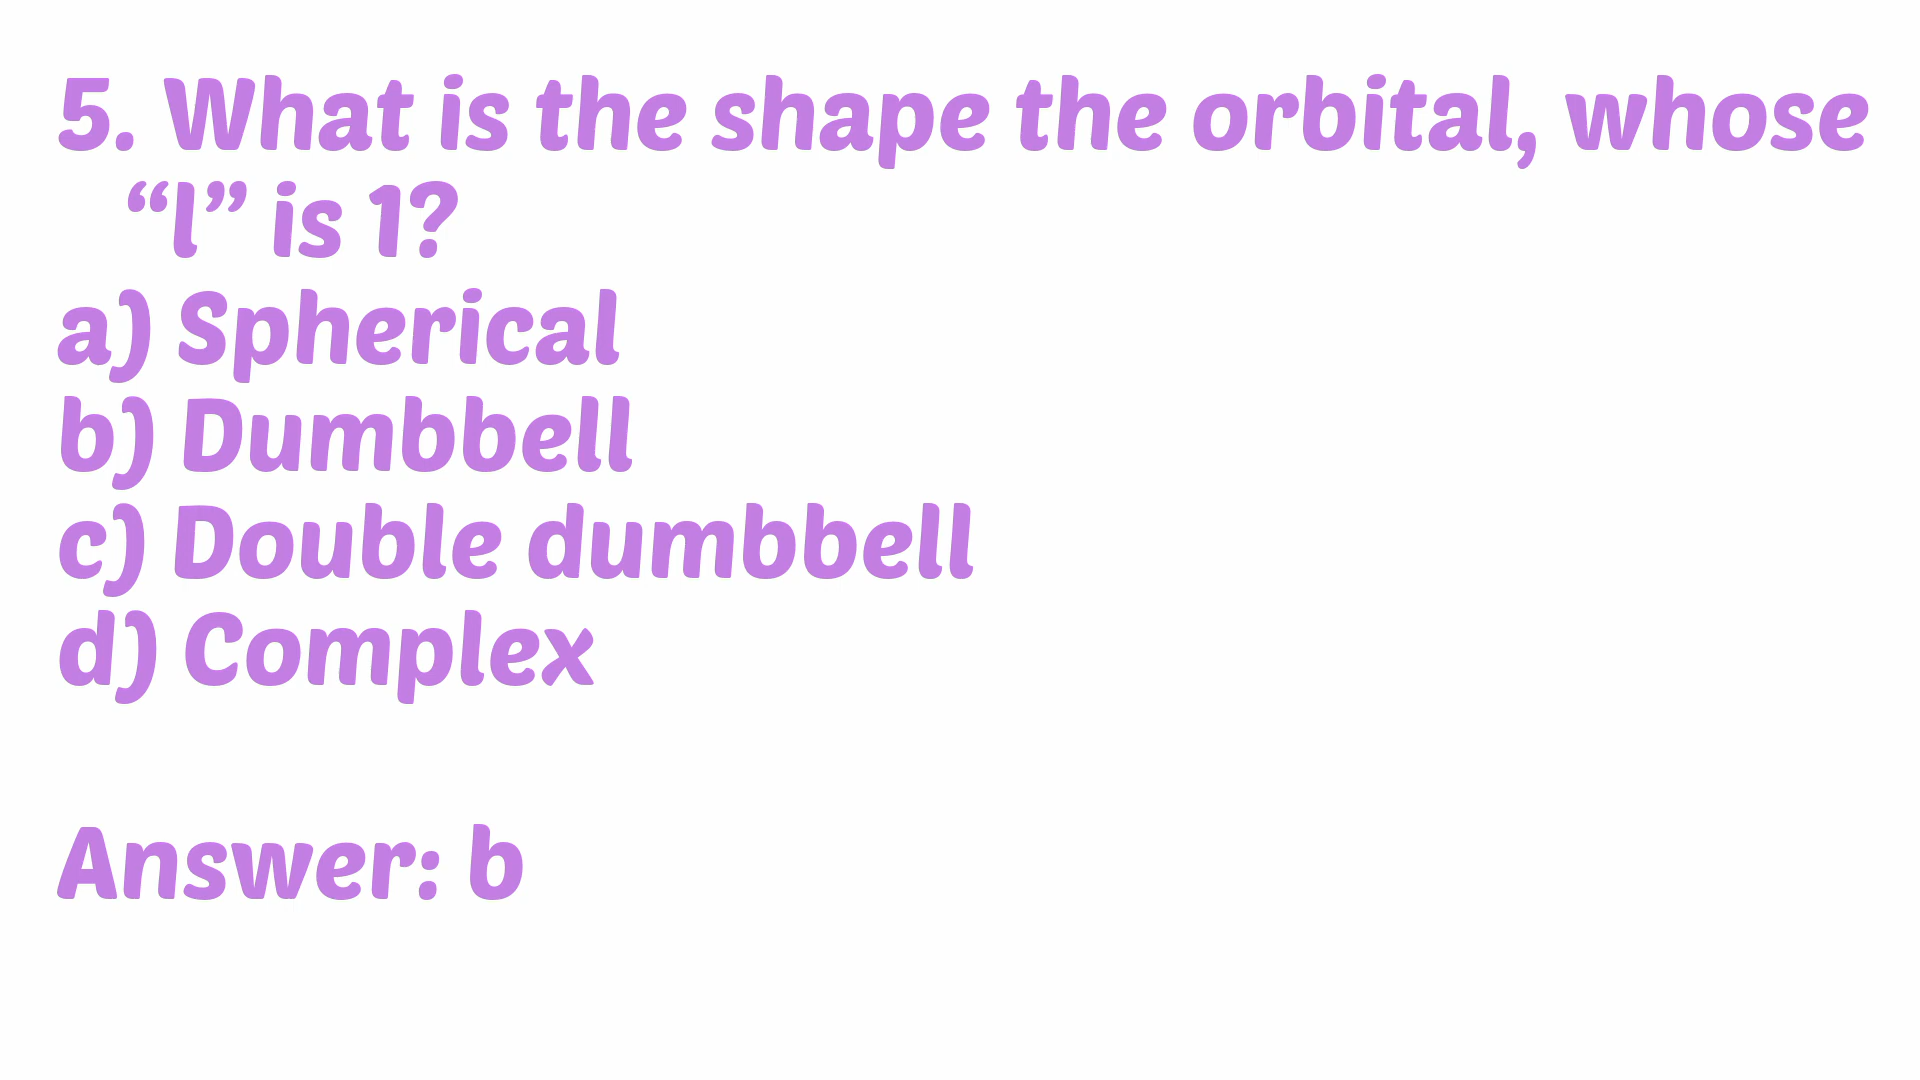 5. What is the shape the orbital, whose
“l” is 1?
a) Spherical
b) Dumbbell
c) Double dumbbell
d) Complex
Answer: b